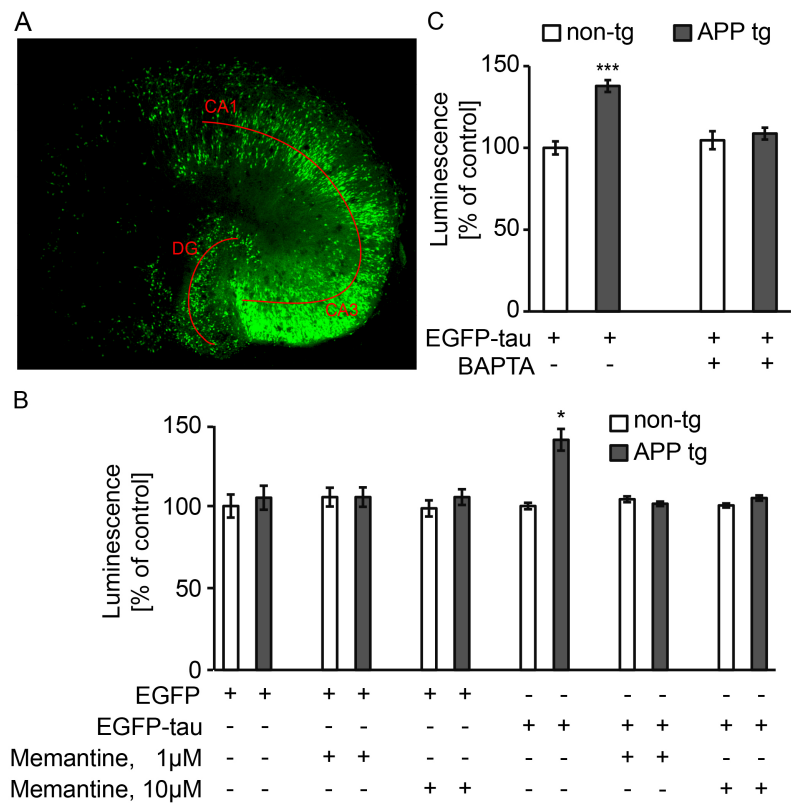 A
CA1
DG
CA3
C
non-tg APP tg
Luminescence
[% of control]
150
100
50
0
***
EGFP-tau + + + +
BAPTA - - + +
B
non-tg
APP tg
Luminescence
[% of control]
150
100
50
0
*
EGFP + + + + + + - - - - - -
EGFP-tau - - - - - - + + + + + +
Memantine, 1µM - - + + - - - - + + - -
Memantine, 10µM - - - - + + - - - - + +